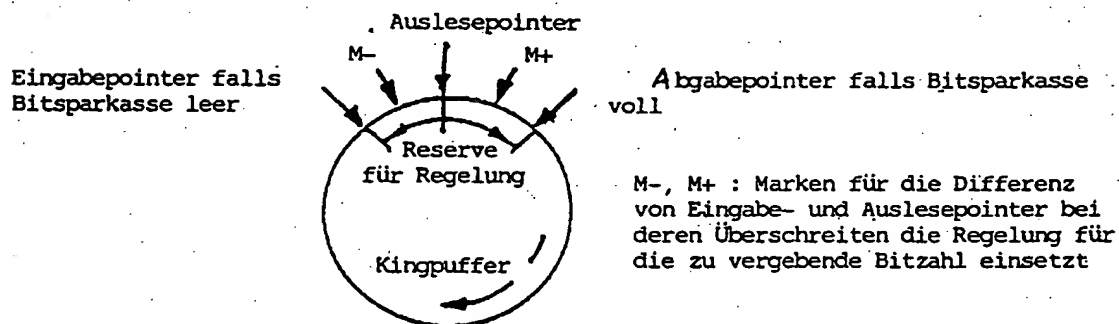 Auslesepointer
M-
M+
Eingabepointer falls
Bitsparkasse leer
Abgabepointer falls Bitsparkasse
voll
Reserve
für Regelung
M-, M+ : Marken für die Differenz
von Eingabe- und Auslesepointer bei
deren Überschreiten die Regelung für
die zu vergebende Bitzahl einsetzt
Kingpuffer